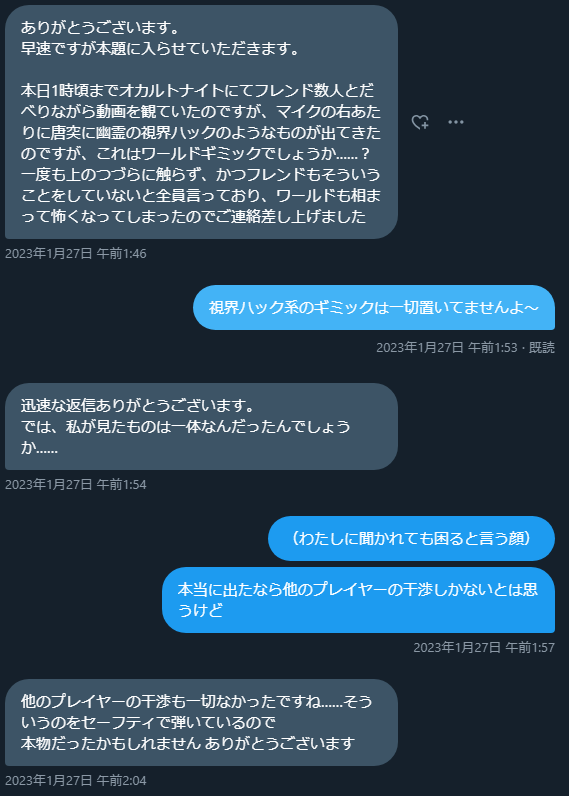 ありがとうございます。
早速ですが本題に入らせていただきます。
本日1時頃までオカルトナイトにてフレンド数人とだ
べりながら動画を観ていたのですが、マイクの右あた
りに唐突に幽霊の視界ハックのようなものが出てきた
のですが、これはワールドギミックでしょうか......？
一度も上のつづらに触らず、かつフレンドもそういう
ことをしていないと全員言っており、ワールドも相ま
って怖くなってしまったのでご連絡差し上げました
2023年1月27日 午前1:46
視界ハック系のギミックは一切置いてませんよ～
2023年1月27日 午前1:53 · 既読
迅速な返信ありがとうございます。
では、私が見たものは一体なんだったんでしょう
か......
2023年1月27日 午前1:54
（わたしに聞かれても困ると言う顔）
本当に出たなら他のプレイヤーの干渉しかないとは思
うけど
2023年1月27日 午前1:57
他のプレイヤーの干渉も一切なかったですね......そう
いうのをセーフティで弾いているので
本物だったかもしれません ありがとうございます
2023年1月27日 午前2:04